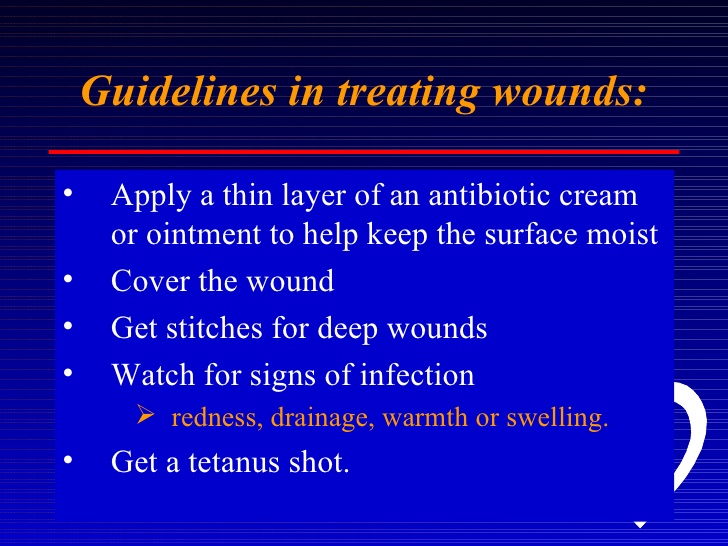 Guidelines in treating wounds:
• Apply a thin layer of an antibiotic cream
or ointment to help keep the surface moist
• Cover the wound
• Get stitches for deep wounds
• Watch for signs of infection
➢ redness, drainage, warmth or swelling.
• Get a tetanus shot.